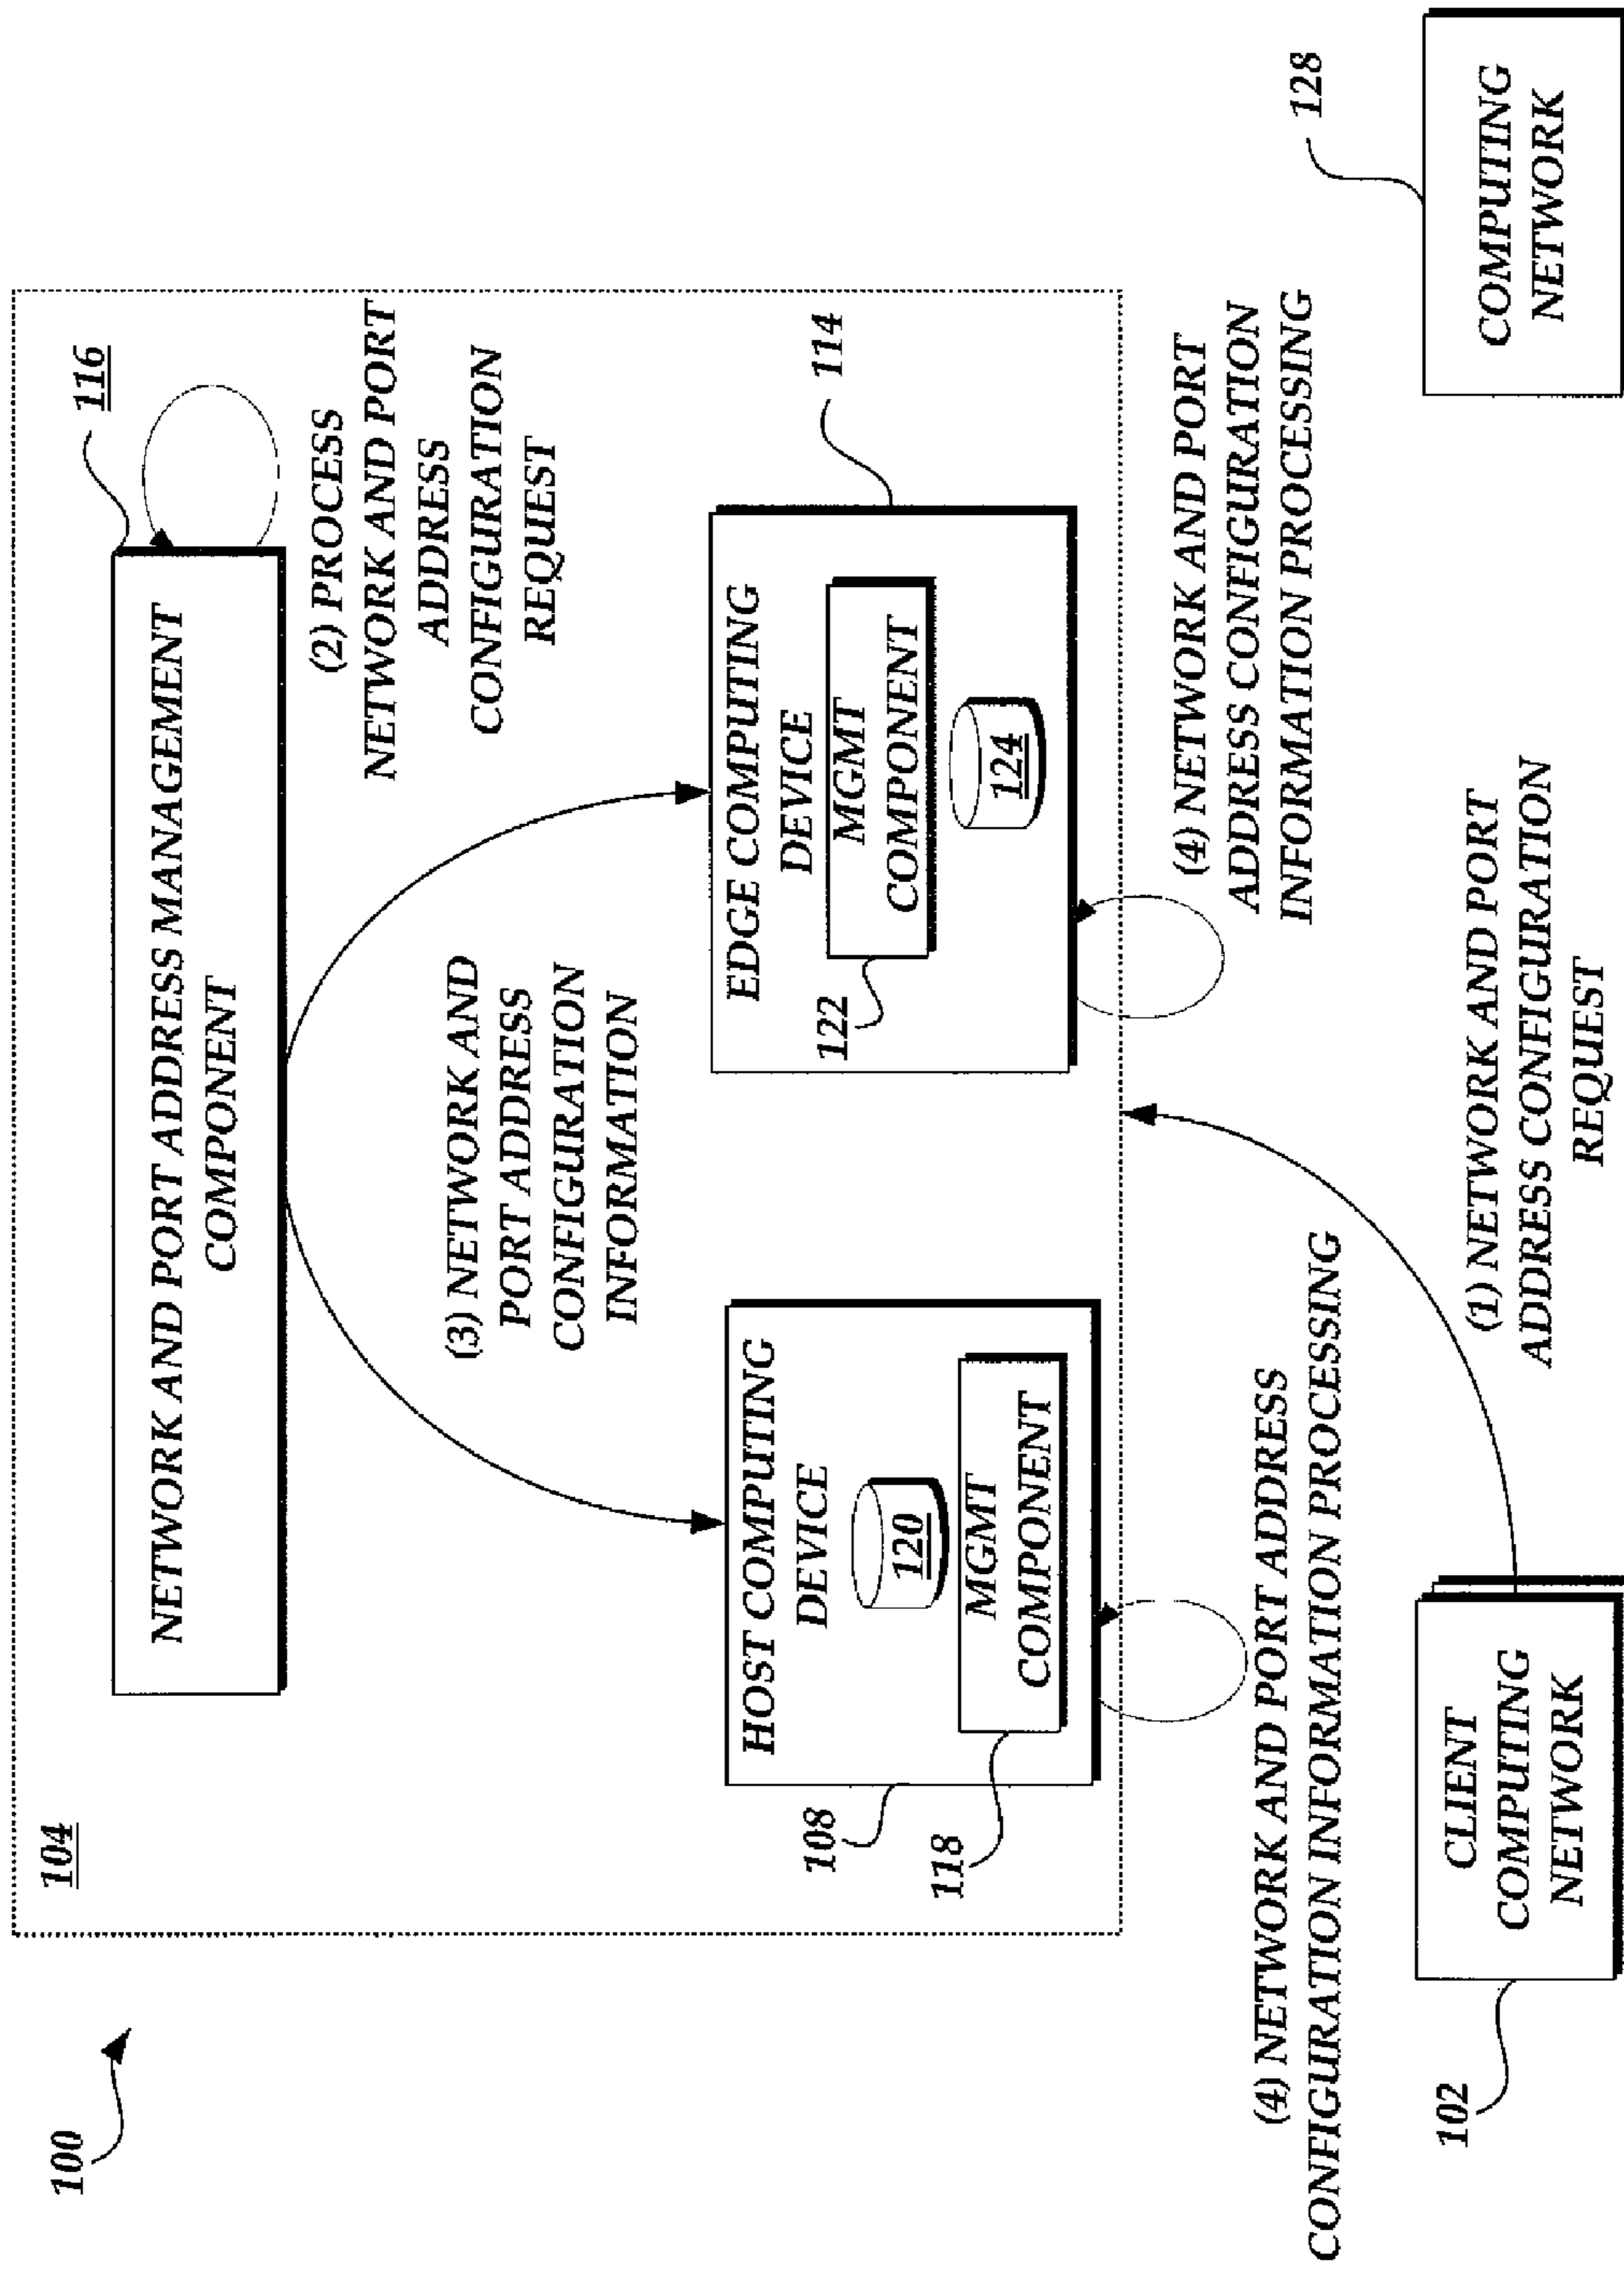 100
104
116
NETWORK AND PORT ADDRESS MANAGEMENT
COMPONENT
(2) PROCESS
NETWORK AND PORT
ADDRESS
CONFIGURATION
REQUEST
(3) NETWORK AND
PORT ADDRESS
CONFIGURATION
INFORMATION
108
HOST COMPUTING
DEVICE
120
MGMT
COMPONENT
118
114
EDGE COMPUTING
DEVICE
MGMT
COMPONENT
122
124
(4) NETWORK AND PORT ADDRESS
CONFIGURATION INFORMATION PROCESSING
(4) NETWORK AND PORT
ADDRESS CONFIGURATION
INFORMATION PROCESSING
102
CLIENT
COMPUTING
NETWORK
(1) NETWORK AND PORT
ADDRESS CONFIGURATION
REQUEST
128
COMPUTING
NETWORK